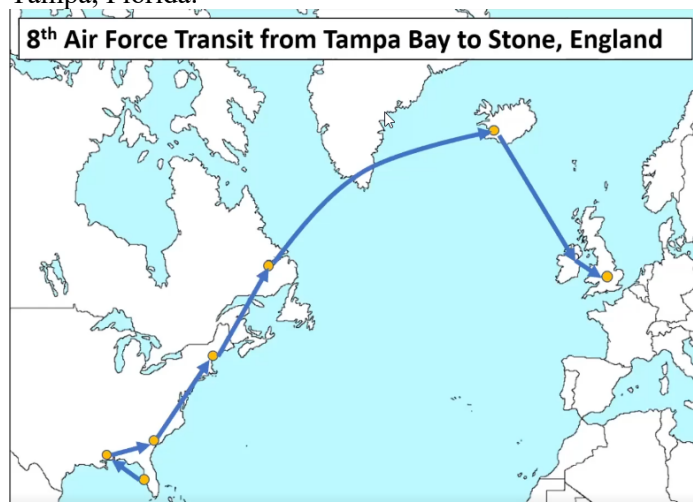 Tampa, Florida.
8th Air Force Transit from Tampa Bay to Stone, England